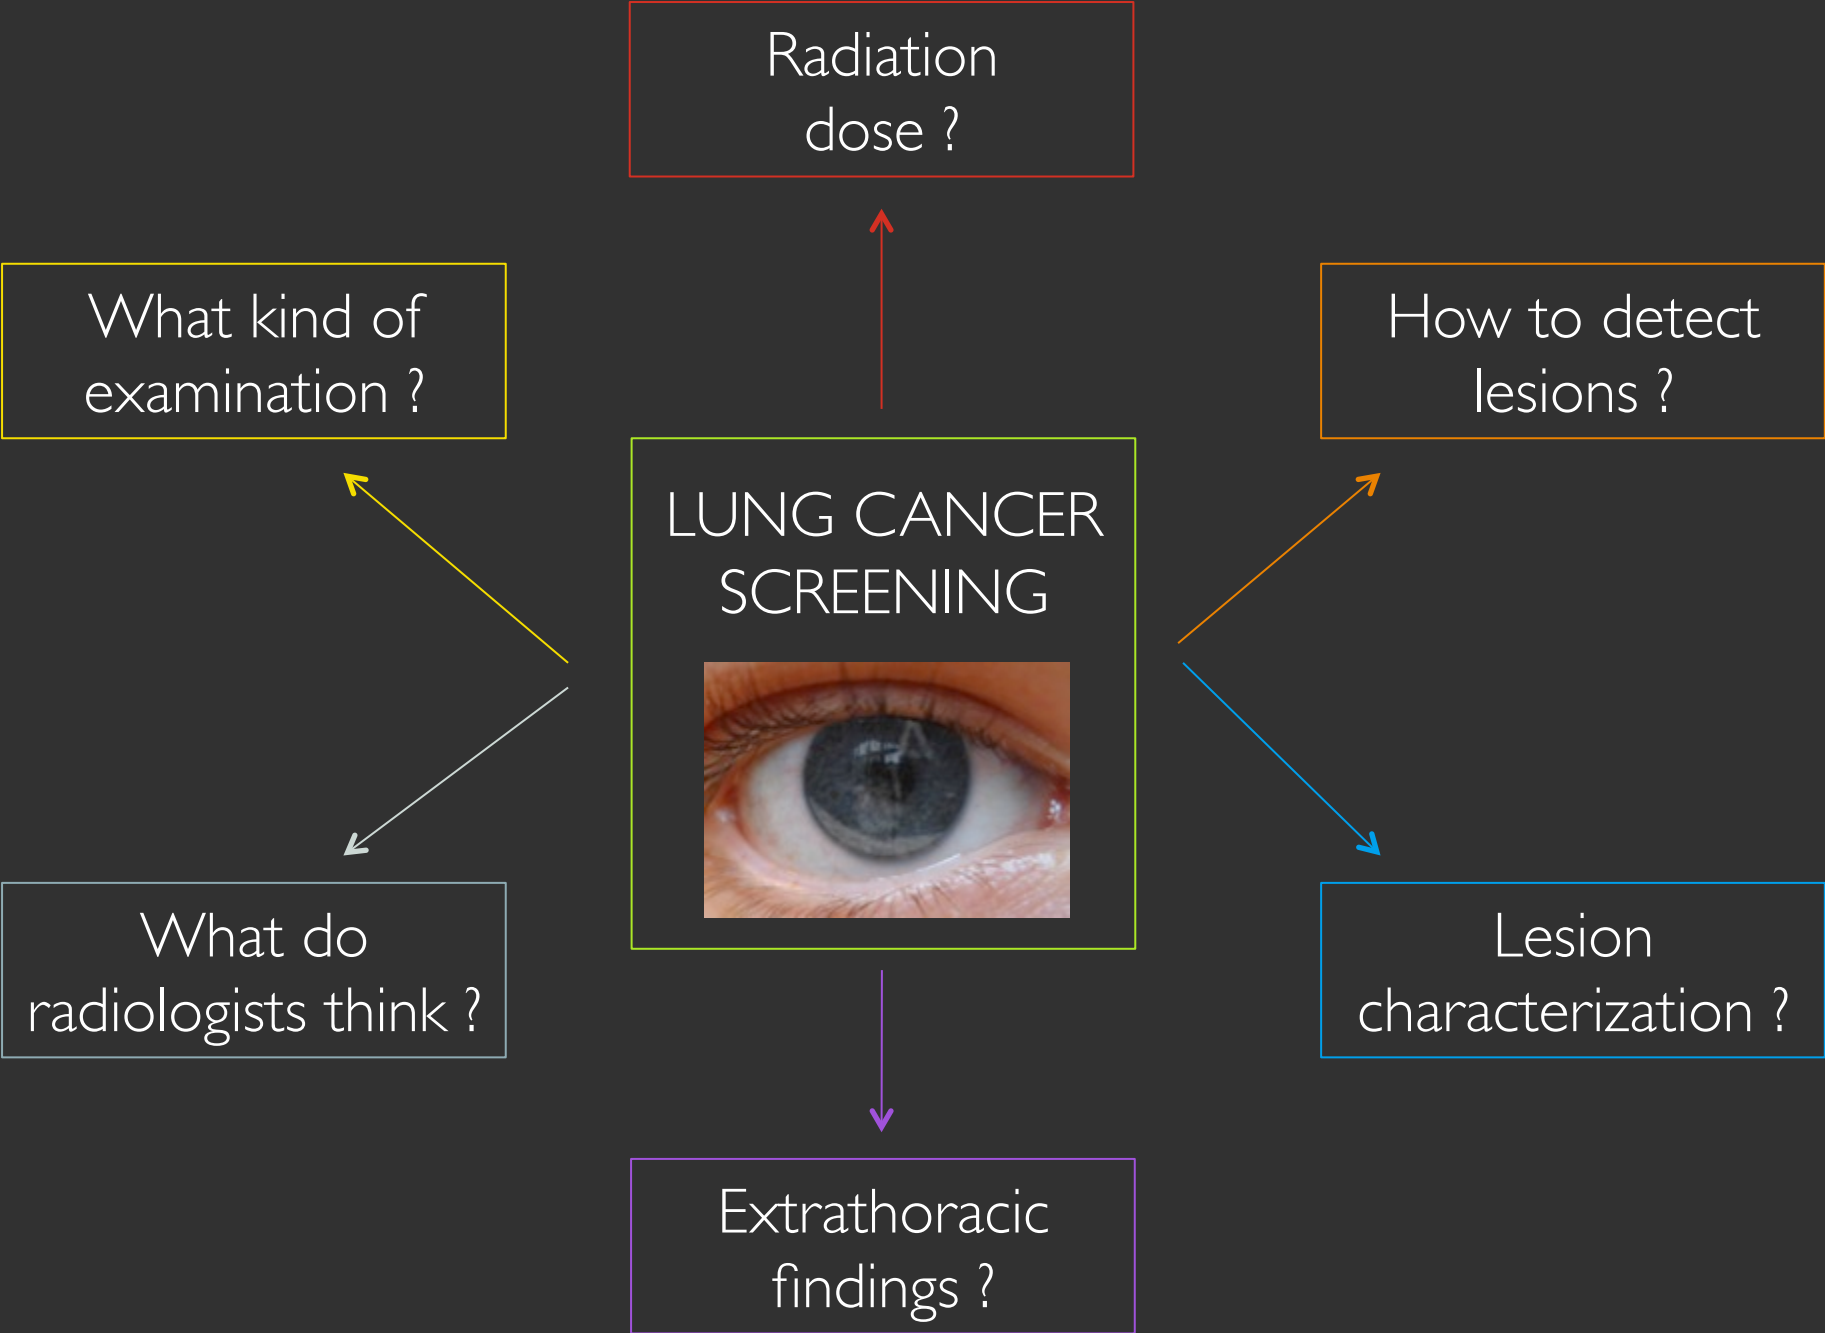 Radiation
dose ?
What kind of
examination ?
How to detect
lesions ?
LUNG CANCER
SCREENING
What do
radiologists think ?
Lesion
characterization ?
Extrathoracic
findings ?